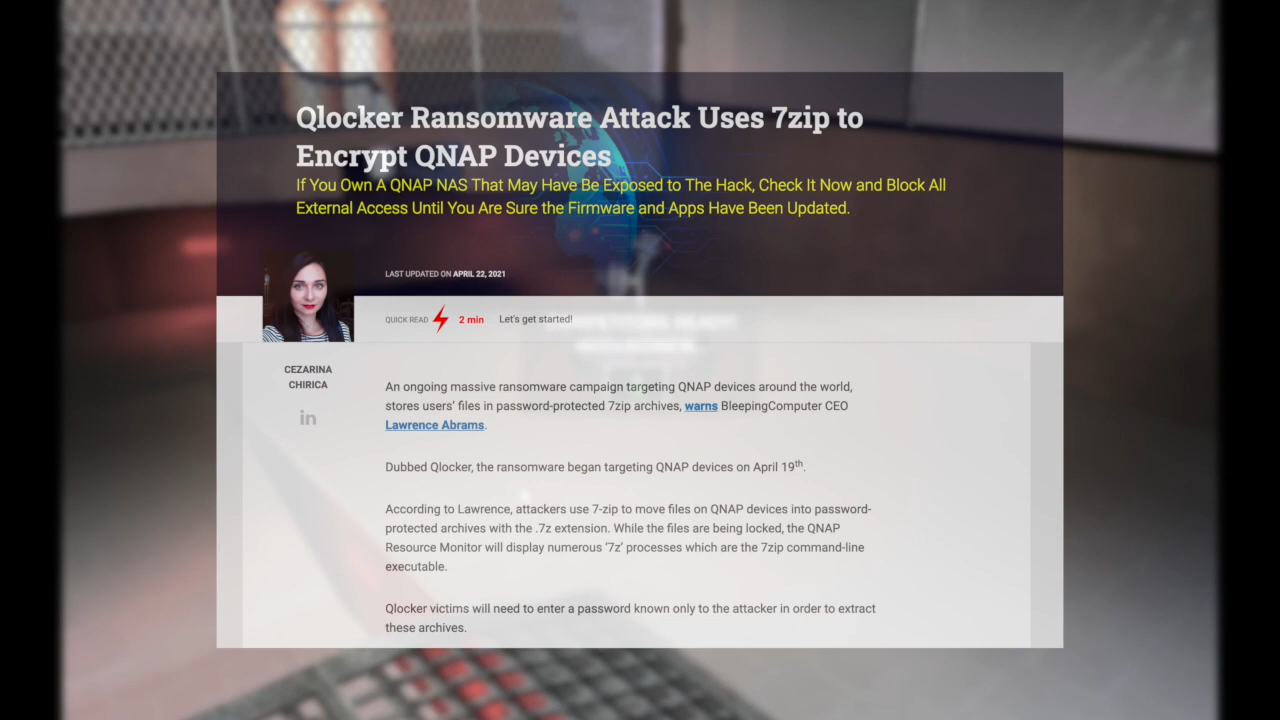 Qlocker Ransomware Attack Uses 7zip to
Encrypt QNAP Devices
If You Own A QNAP NAS That May Have Be Exposed to The Hack, Check It Now and Block All
External Access Until You Are Sure the Firmware and Apps Have Been Updated.
LAST UPDATED ON APRIL 22, 2021
QUICK READ 2 min Let's get started!
CEZARINA
CHIRICA
in
An ongoing massive ransomware campaign targeting QNAP devices around the world,
stores users' files in password-protected 7zip archives, warns BleepingComputer CEO
Lawrence Abrams.
Dubbed Qlocker, the ransomware began targeting QNAP devices on April 19th.
According to Lawrence, attackers use 7-zip to move files on QNAP devices into password-
protected archives with the .7z extension. While the files are being locked, the QNAP
Resource Monitor will display numerous '7z' processes which are the 7zip command-line
executable.
Qlocker victims will need to enter a password known only to the attacker in order to extract
these archives.